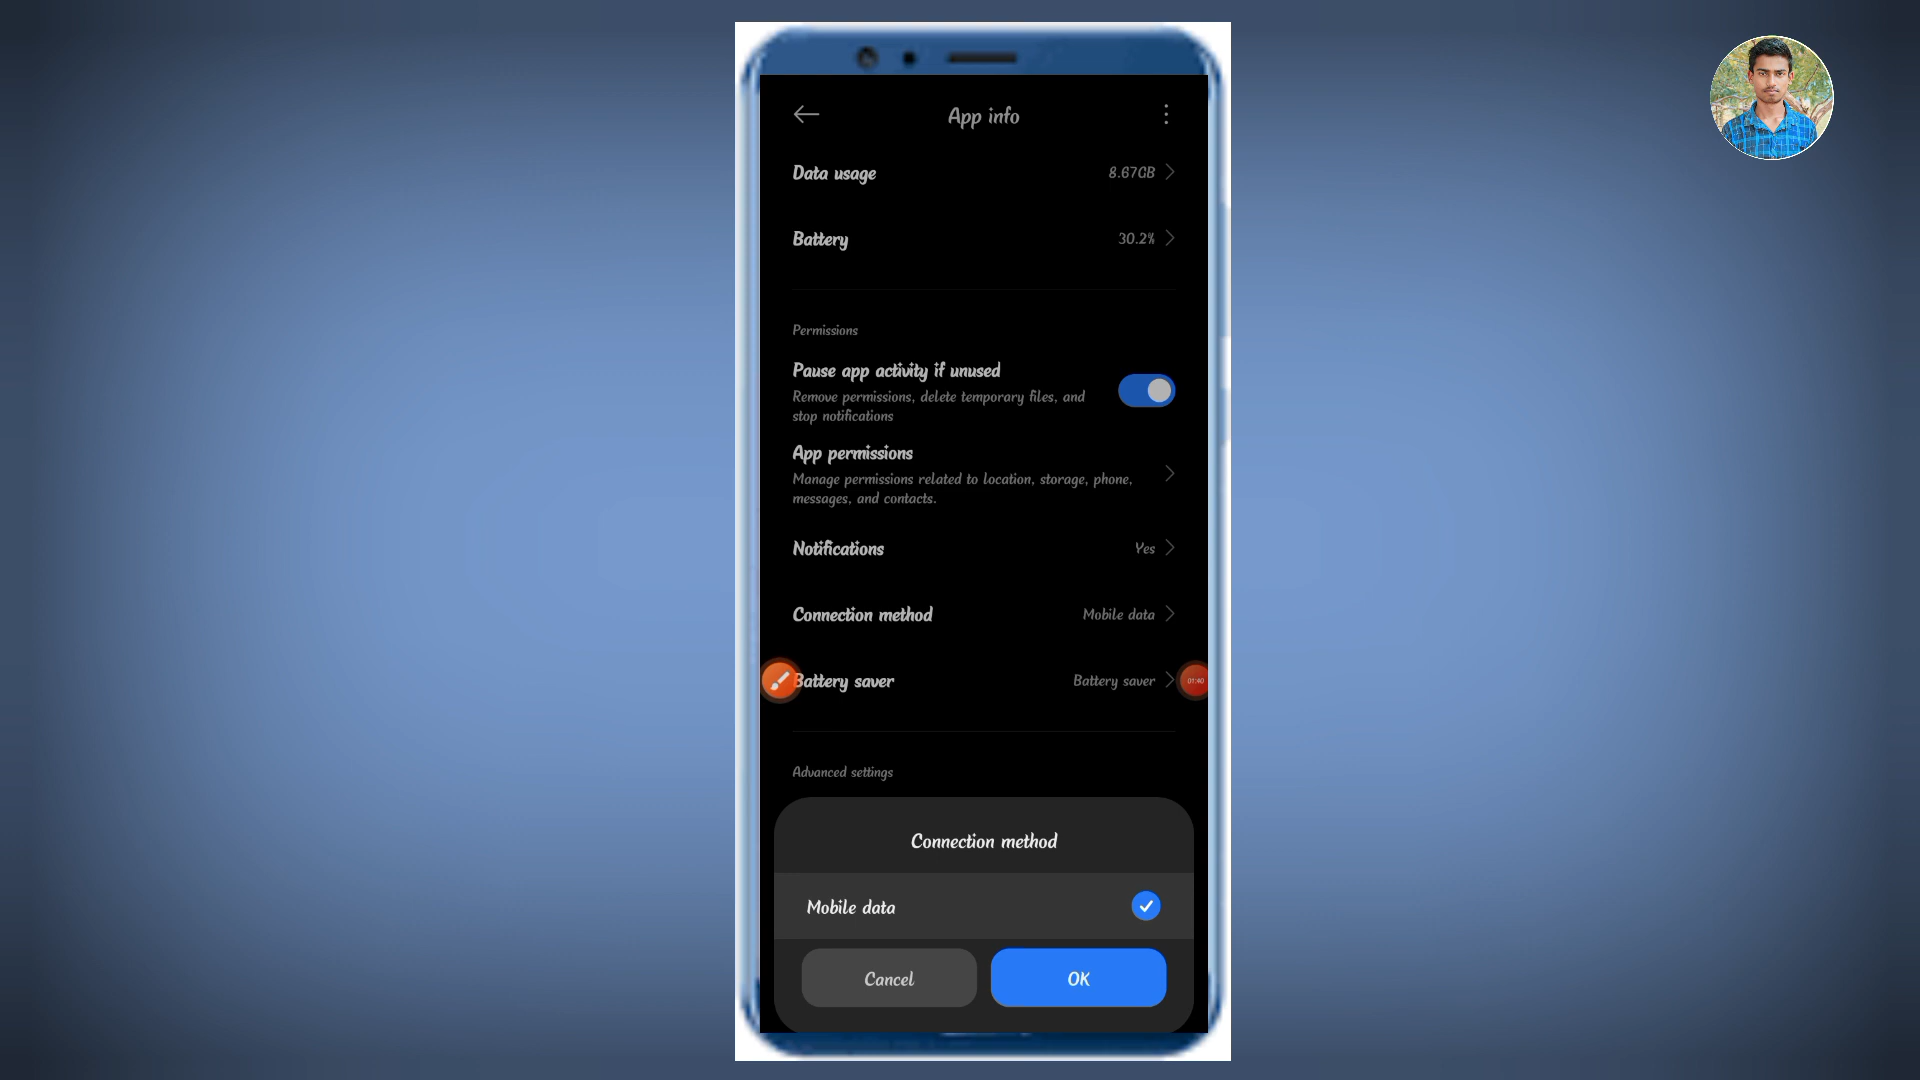 App info
Data usage 8.67GB
Battery 30.2%
Permissions
Pause app activity if unused
Remove permissions, delete temporary files, and
stop notifications
App permissions
Manage permissions related to location, storage, phone,
messages, and contacts.
Notifications Yes
Connection method Mobile data
Battery saver Battery saver
01:40
Advanced settings
Connection method
Mobile data
Cancel OK